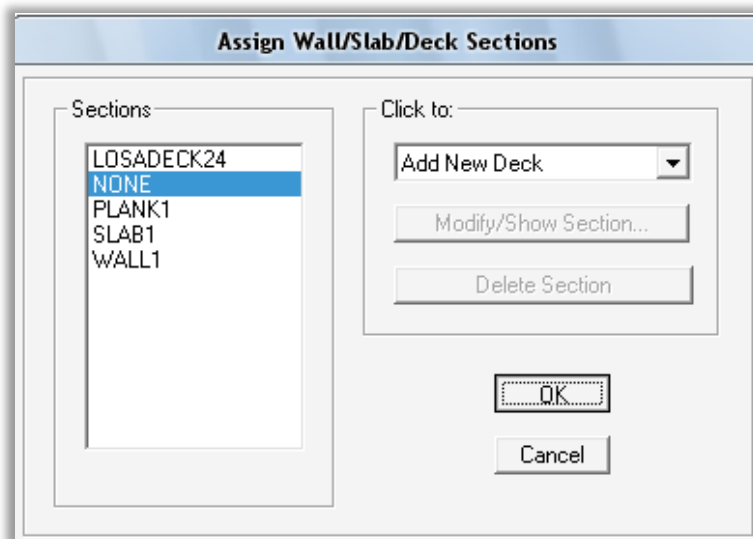 Assign Wall/Slab/Deck Sections
Sections
LOSADECK24
NONE
PLANK1
SLAB1
WALL1
Click to:
Add New Deck
Modify/Show Section...
Delete Section
OK
Cancel